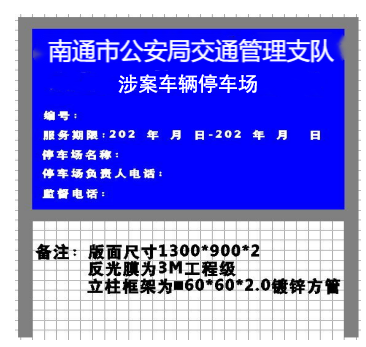 南通市公安局交通管理支队
涉案车辆停车场
编号：
服务期限：202 年 月 日-202 年 月 日
停车场名称：
停车场负责人电话：
监督电话：
备注：版面尺寸1300*900*2
反光膜为3M工程级
立柱框架为■60*60*2.0镀锌方管